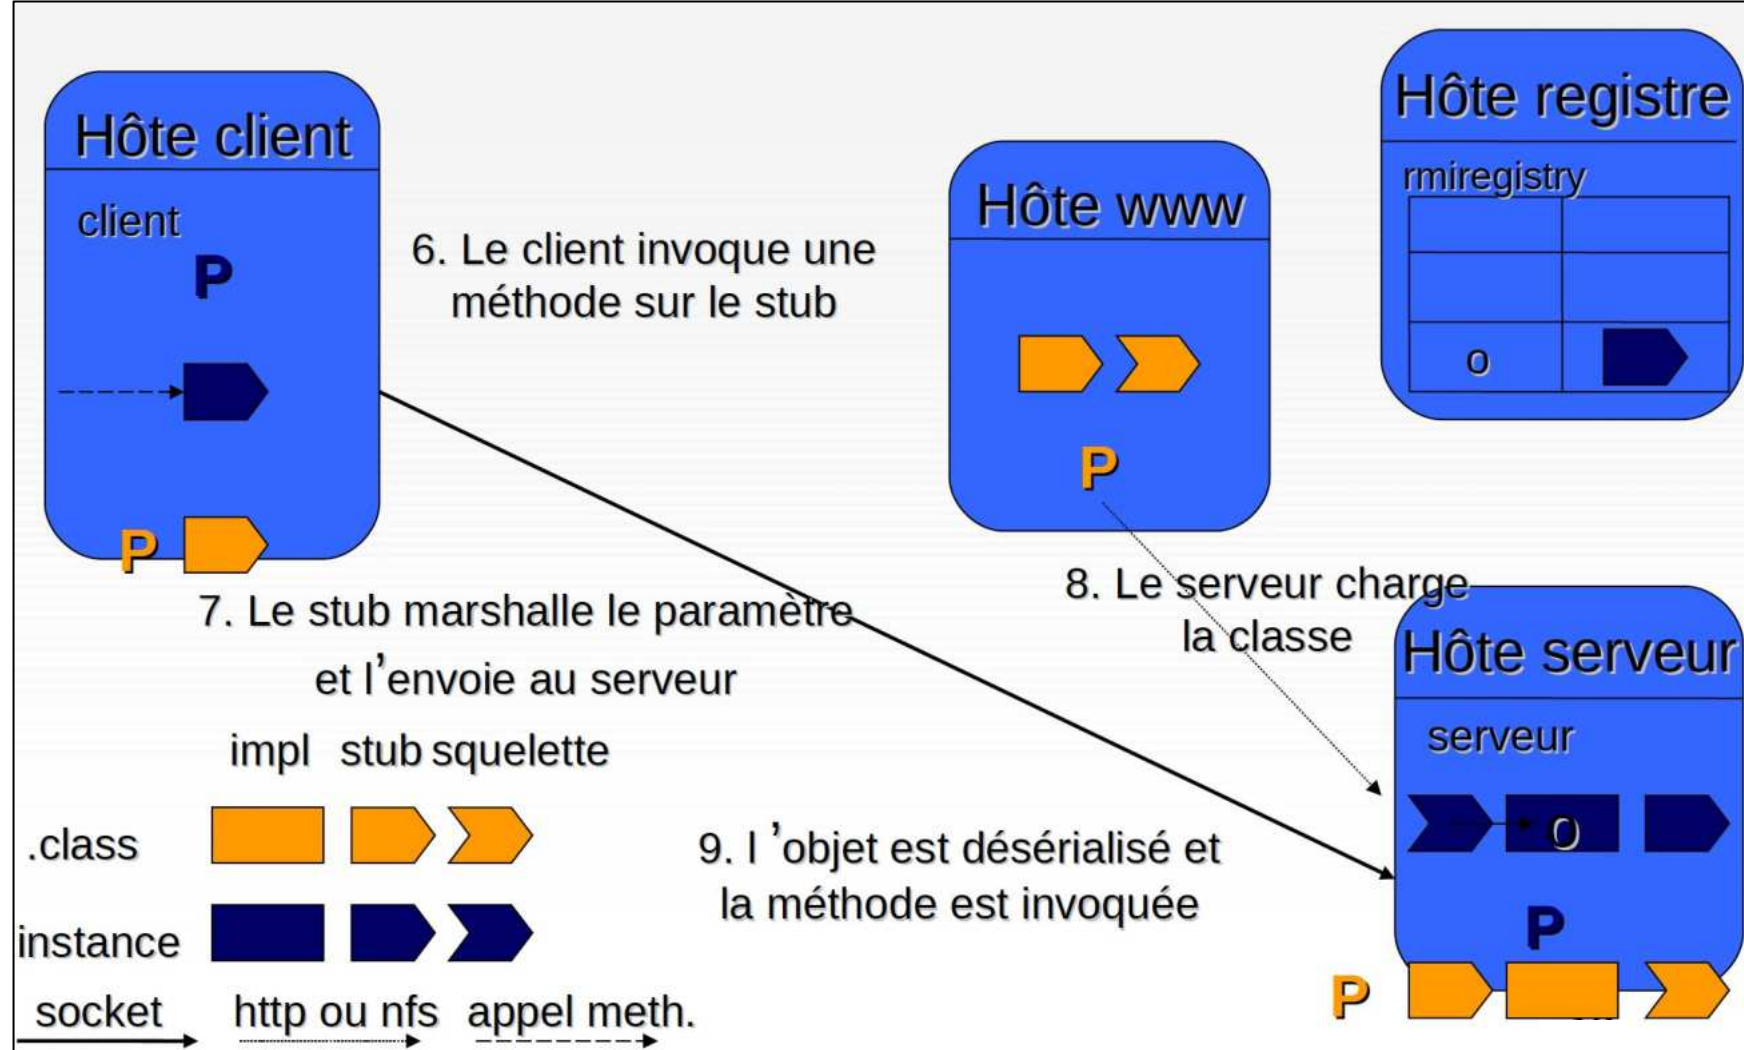 Hôte client
client
P
P
6. Le client invoque une
méthode sur le stub
Hôte www
P
Hôte registre
rmiregistry
o
7. Le stub marshalle le paramètre
et l’envoie au serveur
8. Le serveur charge
la classe
Hôte serveur
serveur
O
P
P
9. l ’objet est désérialisé et
la méthode est invoquée
impl stub squelette
.class
instance
socket http ou nfs appel meth.